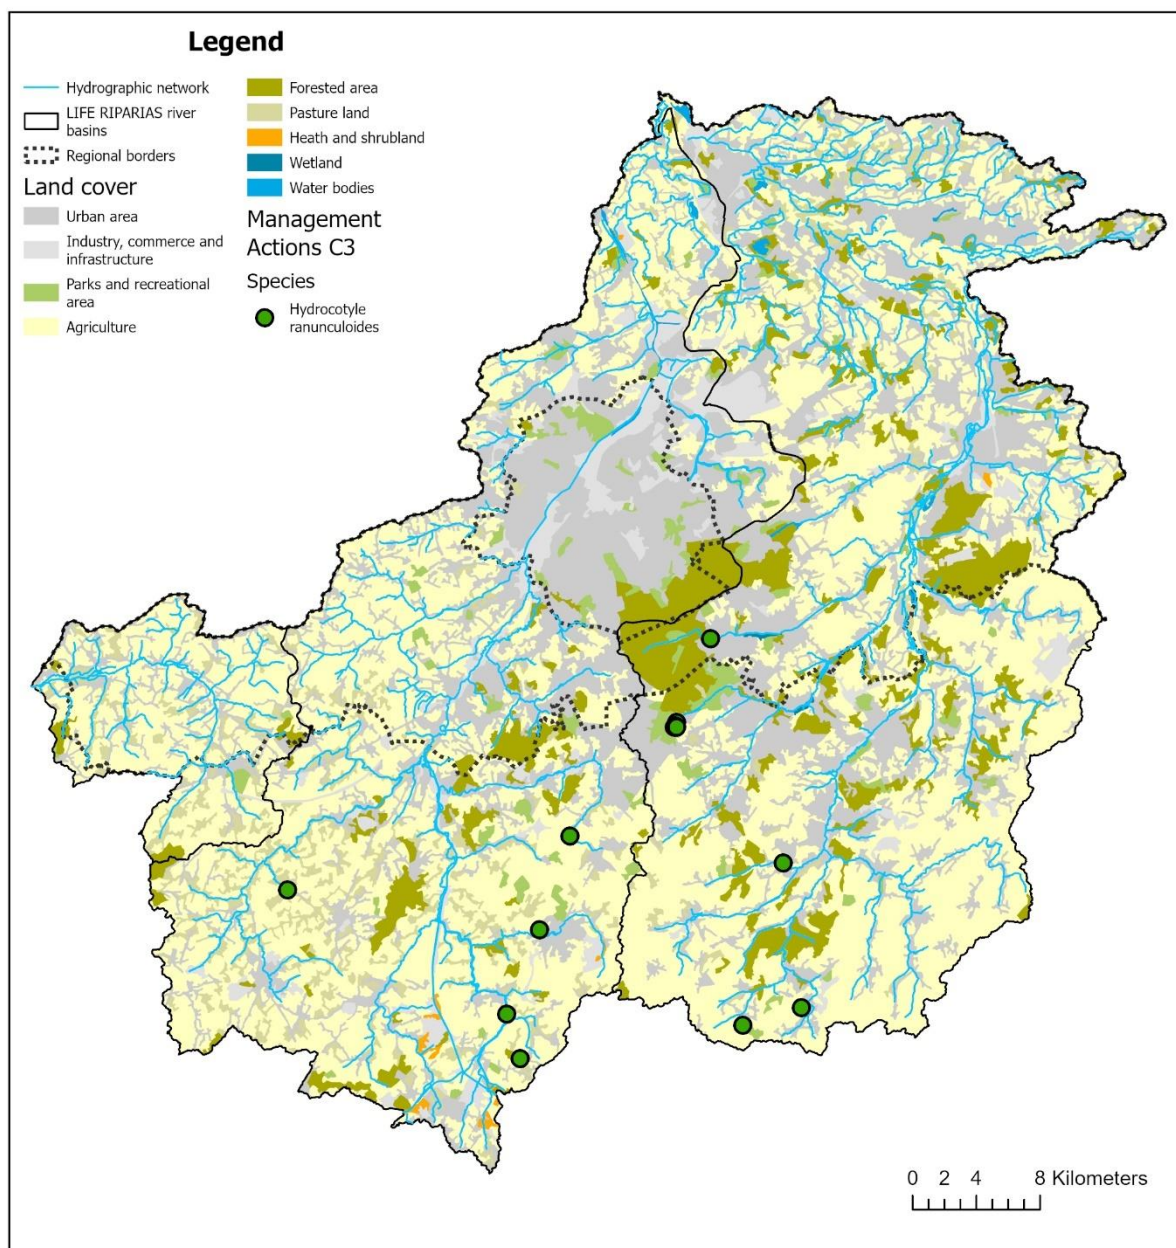 Legend
Hydrographic network
LIFE RIPARIAS river
basins
Regional borders
Land cover
Urban area
Industry, commerce and
infrastructure
Parks and recreational
area
Agriculture
Forested area
Pasture land
Heath and shrubland
Wetland
Water bodies
Management
Actions C3
Species
Hydrocotyle
ranunculoides
0 2 4 8 Kilometers